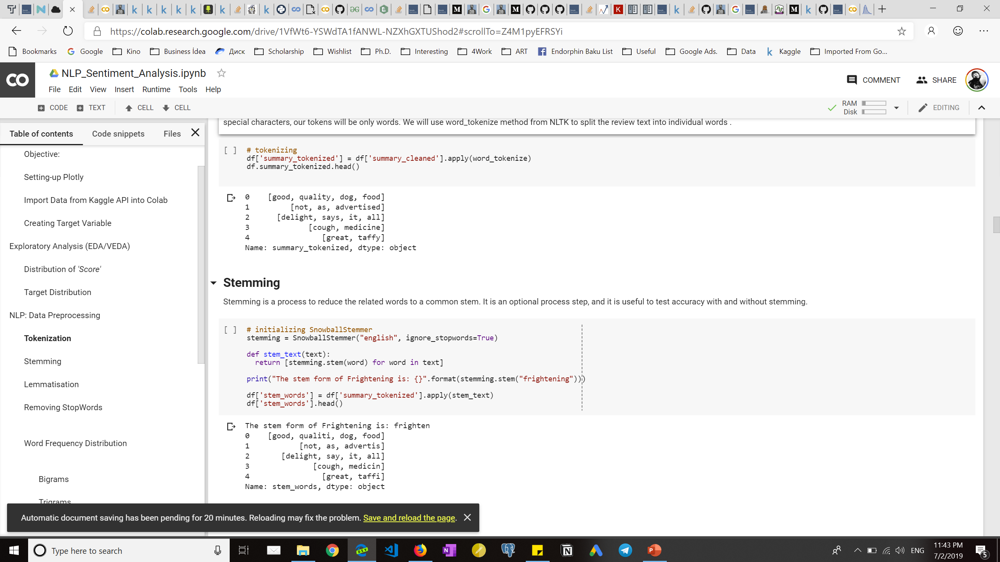 https://colab.research.google.com/drive/1VfWt6-YSWdTA1fANWL-NZXhGXTUShod2#scrollTo=Z4M1pyEFRSYi
Bookmarks Google Kino Business İdea Диск Scholarship Wishlist Ph.D. Interesting 4Work ART Endorphin Baku List Useful Google Ads. Data Kaggle Imported From Go...
CO NLP_Sentiment_Analysis.ipynb
COMMENT SHARE
File Edit View Insert Runtime Tools Help
CODE TEXT CELL CELL
RAM
Disk
EDITING
Table of contents Code snippets Files
Objective:
Setting-up Plotly
Import Data from Kaggle API into Colab
Creating Target Variable
Exploratory Analysis (EDA/VEDA)
Distribution of 'Score'
Target Distribution
NLP: Data Preprocessing
Tokenization
Stemming
Lemmatisation
Removing StopWords
Word Frequency Distribution
Bigrams
Trigrams
special characters, our tokens will be only words. We will use word_tokenize method from NLTK to split the review text into individual words .
[ ] # tokenizing
df['summary_tokenized'] = df['summary_cleaned'].apply(word_tokenize)
df.summary_tokenized.head()
0 [good, quality, dog, food]
1 [not, as, advertised]
2 [delight, says, it, all]
3 [cough, medicine]
4 [great, taffy]
Name: summary_tokenized, dtype: object
Stemming
Stemming is a process to reduce the related words to a common stem. It is an optional process step, and it is useful to test accuracy with and without stemming.
[ ] # initializing SnowballStemmer
stemming = SnowballStemmer("english", ignore_stopwords=True)
def stem_text(text):
return [stemming.stem(word) for word in text]
print("The stem form of Frightening is: {}".format(stemming.stem("frightening")))
df['stem_words'] = df['summary_tokenized'].apply(stem_text)
df['stem_words'].head()
The stem form of Frightening is: frighten
0 [good, qualiti, dog, food]
1 [not, as, advertis]
2 [delight, say, it, all]
3 [cough, medicin]
4 [great, taffi]
Name: stem_words, dtype: object
Automatic document saving has been pending for 20 minutes. Reloading may fix the problem. Save and reload the page.
Type here to search
ENG
11:43 PM
7/2/2019
5